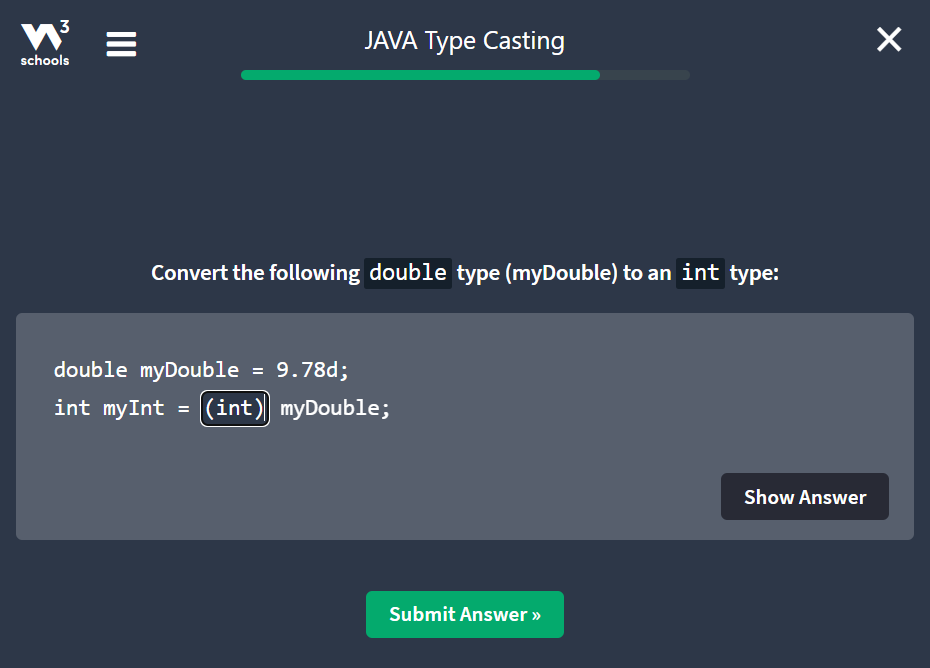 3
schools
JAVA Type Casting
Convert the following double type (myDouble) to an int type:
double myDouble = 9.78d;
int myInt = (int) myDouble;
Show Answer
Submit Answer »